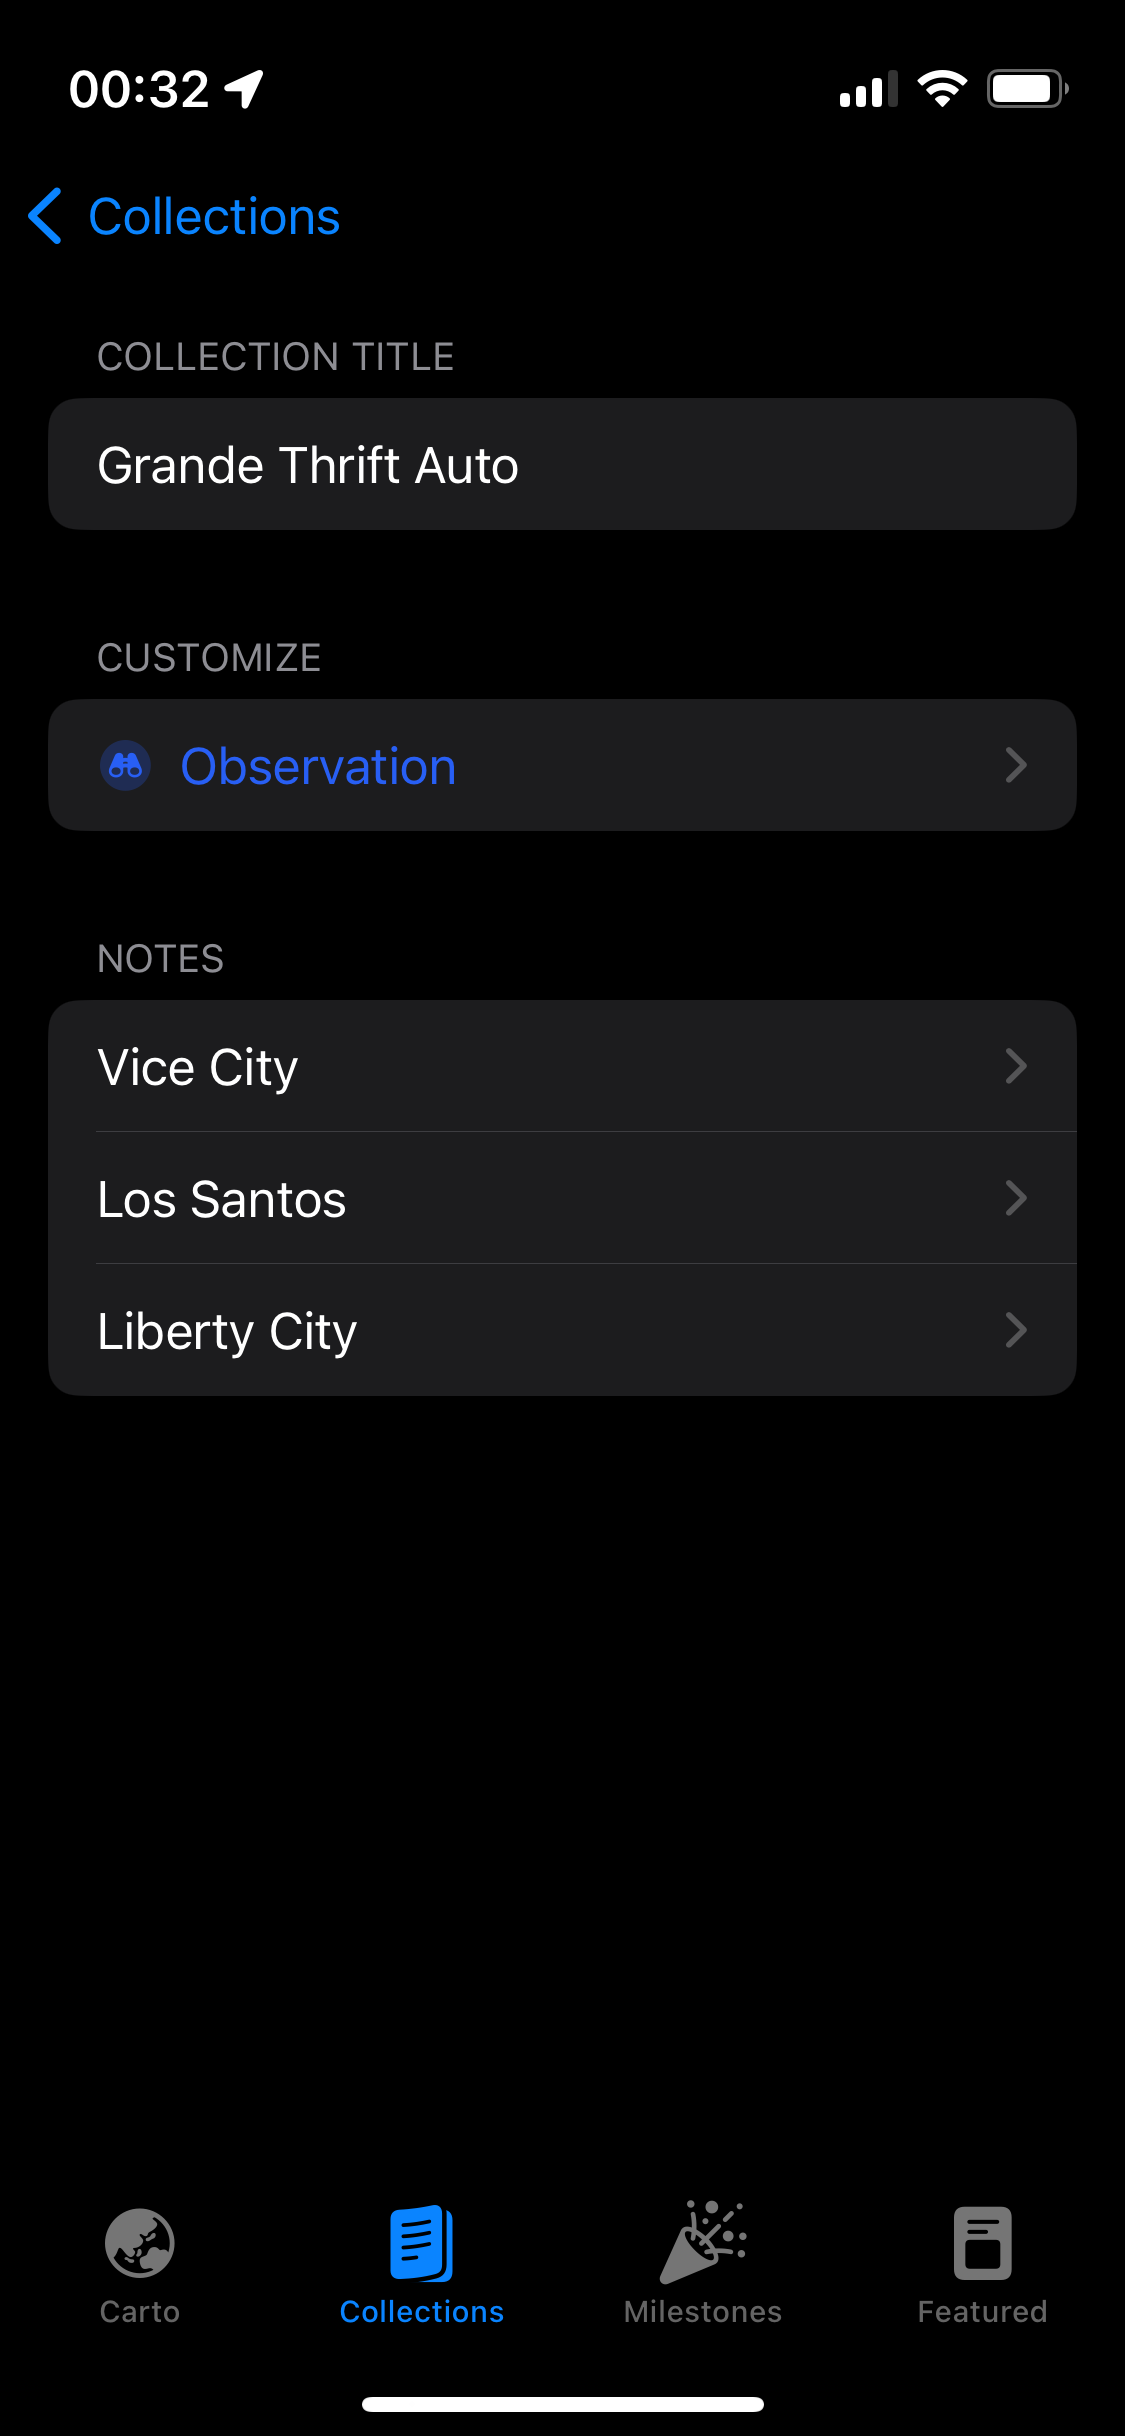 00:32
Collections
COLLECTION TITLE
Grande Thrift Auto
CUSTOMIZE
Observation
NOTES
Vice City
Los Santos
Liberty City
Carto
Collections
Milestones
Featured